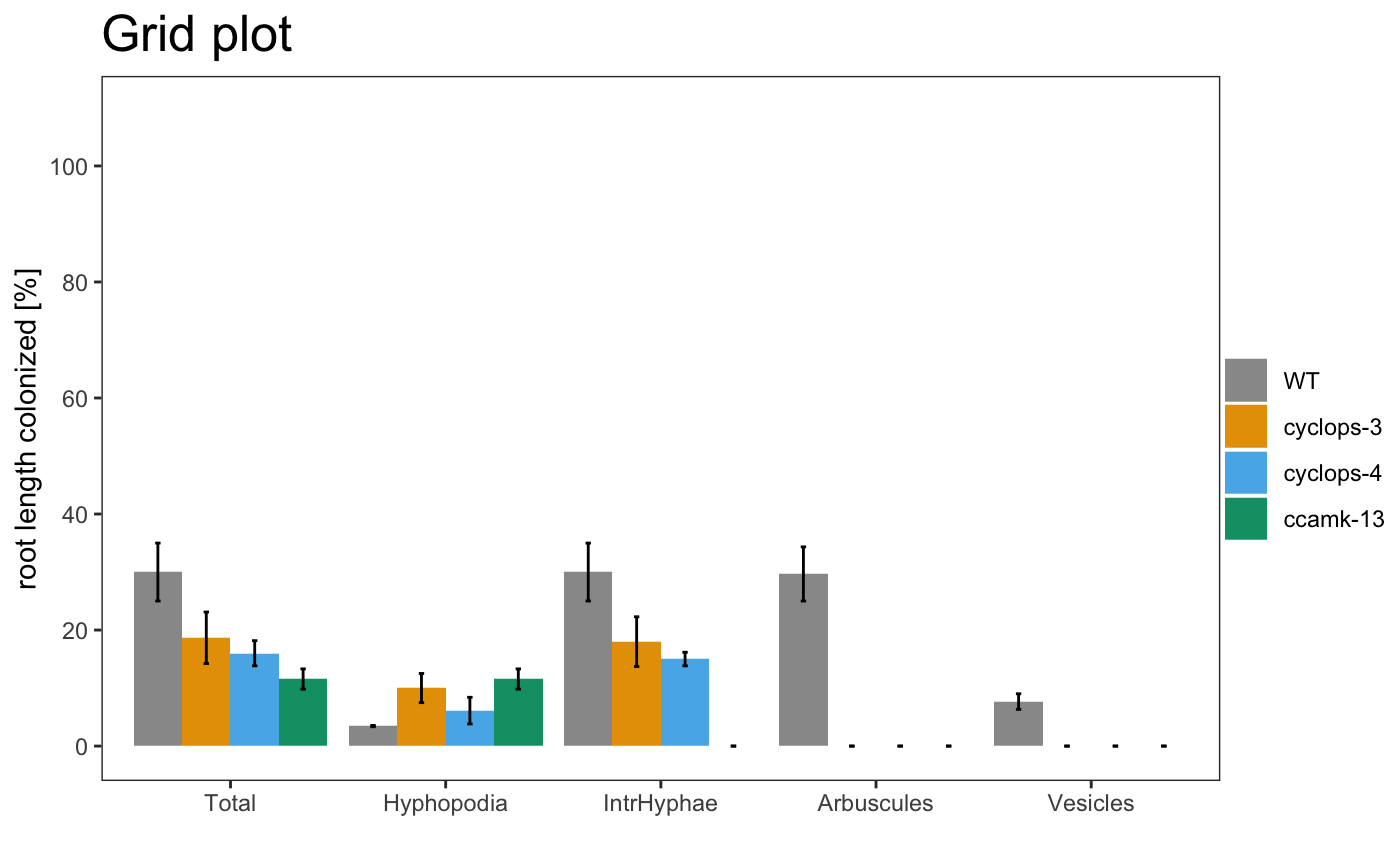 Grid plot
root length colonized [%]
100
80
60
40
20
0
Total
Hyphopodia
IntrHyphae
Arbuscules
Vesicles
WT
cyclops-3
cyclops-4
ccamk-13